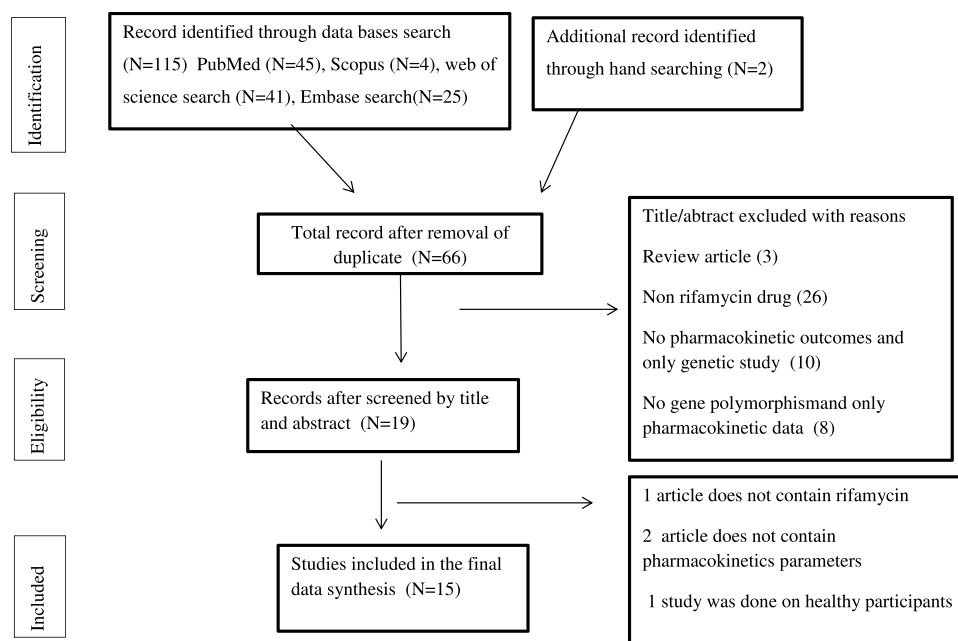 Identification
Record identified through data bases search
(N=115) PubMed (N=45), Scopus (N=4), web of
science search (N=41), Embase search(N=25)
Additional record identified
through hand searching (N=2)
Screening
Total record after removal of
duplicate (N=66)
Title/abtract excluded with reasons
Review article (3)
Non rifamycin drug (26)
No pharmacokinetic outcomes and
only genetic study (10)
No gene polymorphismand only
pharmacokinetic data (8)
Eligibility
Records after screened by title
and abstract (N=19)
1 article does not contain rifamycin
2 article does not contain
pharmacokinetics parameters
1 study was done on healthy participants
Included
Studies included in the final
data synthesis (N=15)